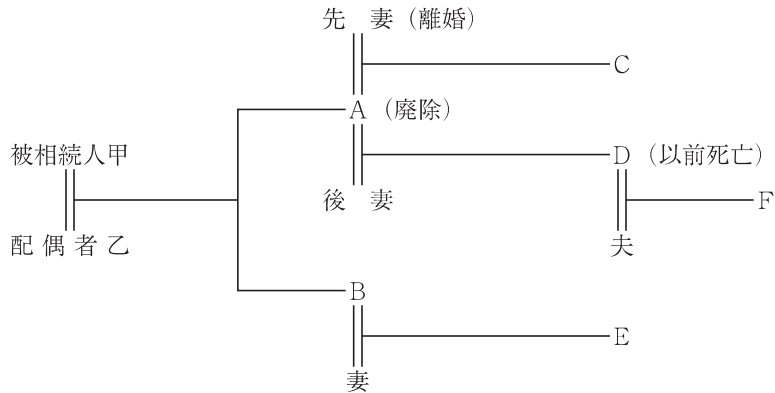 先　妻（離婚）
C
A（廃除）
被相続人甲
D（以前死亡）
後　妻
F
配偶者乙
夫
B
E
妻